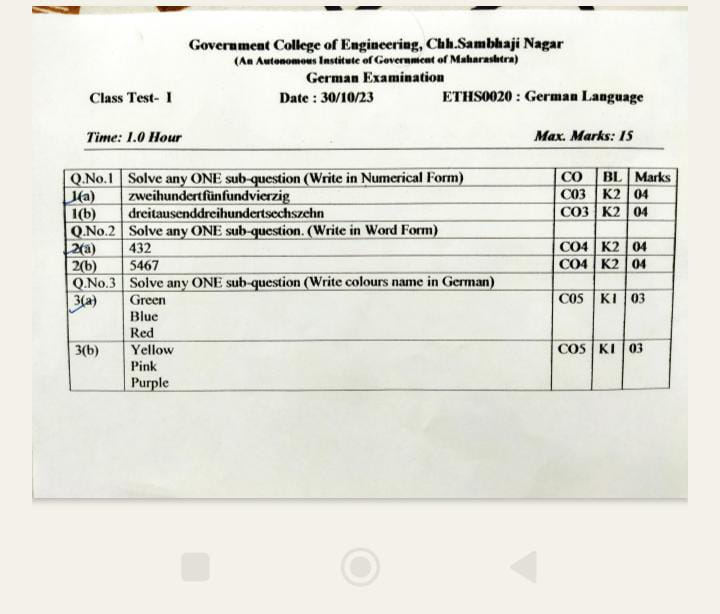 Government College of Engineering, Chh.Sambhaji Nagar
(An Autonomous Institute of Government of Maharashtra)
German Examination
Class Test- I Date : 30/10/23 ETHS0020 : German Language
Time: 1.0 Hour Max. Marks: 15
Q.No.1 Solve any ONE sub-question (Write in Numerical Form) CO BL Marks
1(a) zweihundertfünfundvierzig CO3 K2 04
1(b) dreitausenddreihundertsechszehn CO3 K2 04
Q.No.2 Solve any ONE sub-question. (Write in Word Form)
2(a) 432 CO4 K2 04
2(b) 5467 CO4 K2 04
Q.No.3 Solve any ONE sub-question (Write colours name in German)
3(a) Green CO5 K1 03
Blue
Red
3(b) Yellow CO5 K1 03
Pink
Purple